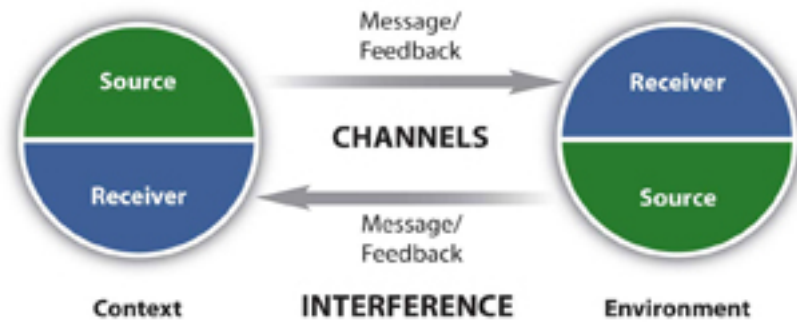 Message/
Feedback
Source
Receiver
CHANNELS
Receiver
Source
Message/
Feedback
Context
INTERFERENCE
Environment